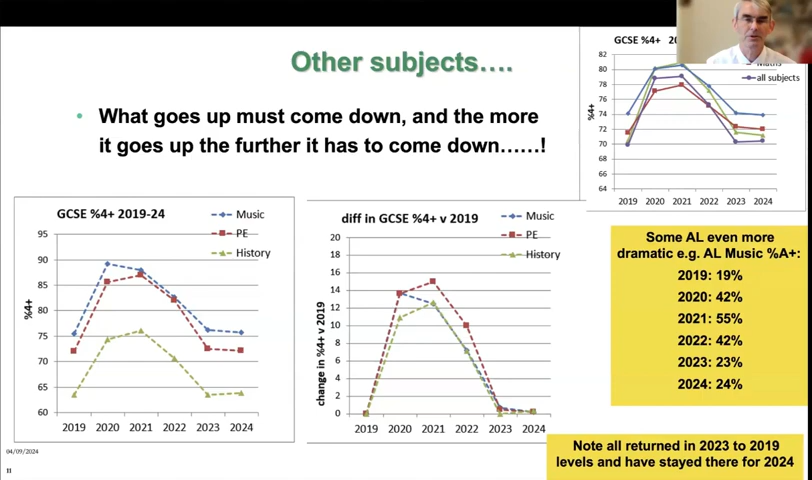 Other subjects....
• What goes up must come down, and the more
it goes up the further it has to come down......!
GCSE %4+
%4+
82
80
78
76
74
72
70
68
66
64
2019 2020 2021 2022 2023 2024
all subjects
GCSE %4+ 2019-24
Music
PE
History
%4+
95
90
85
80
75
70
65
60
2019 2020 2021 2022 2023 2024
diff in GCSE %4+ v 2019
Music
PE
History
change in %4+ v 2019
20
18
16
14
12
10
8
6
4
2
0
2019 2020 2021 2022 2023 2024
Some AL even more
dramatic e.g. AL Music %A+:
2019: 19%
2020: 42%
2021: 55%
2022: 42%
2023: 23%
2024: 24%
Note all returned in 2023 to 2019
levels and have stayed there for 2024
04/09/2024
11